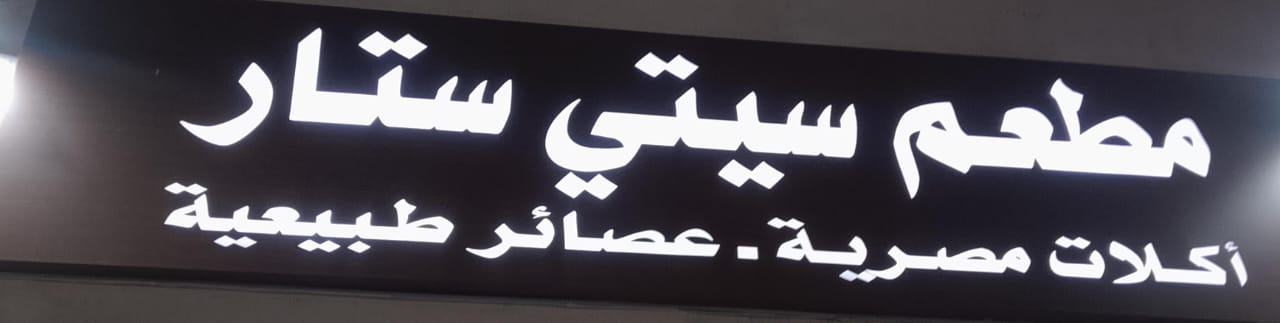 مطعم سيتي ستار
أكلات مصرية . عصائر طبيعية